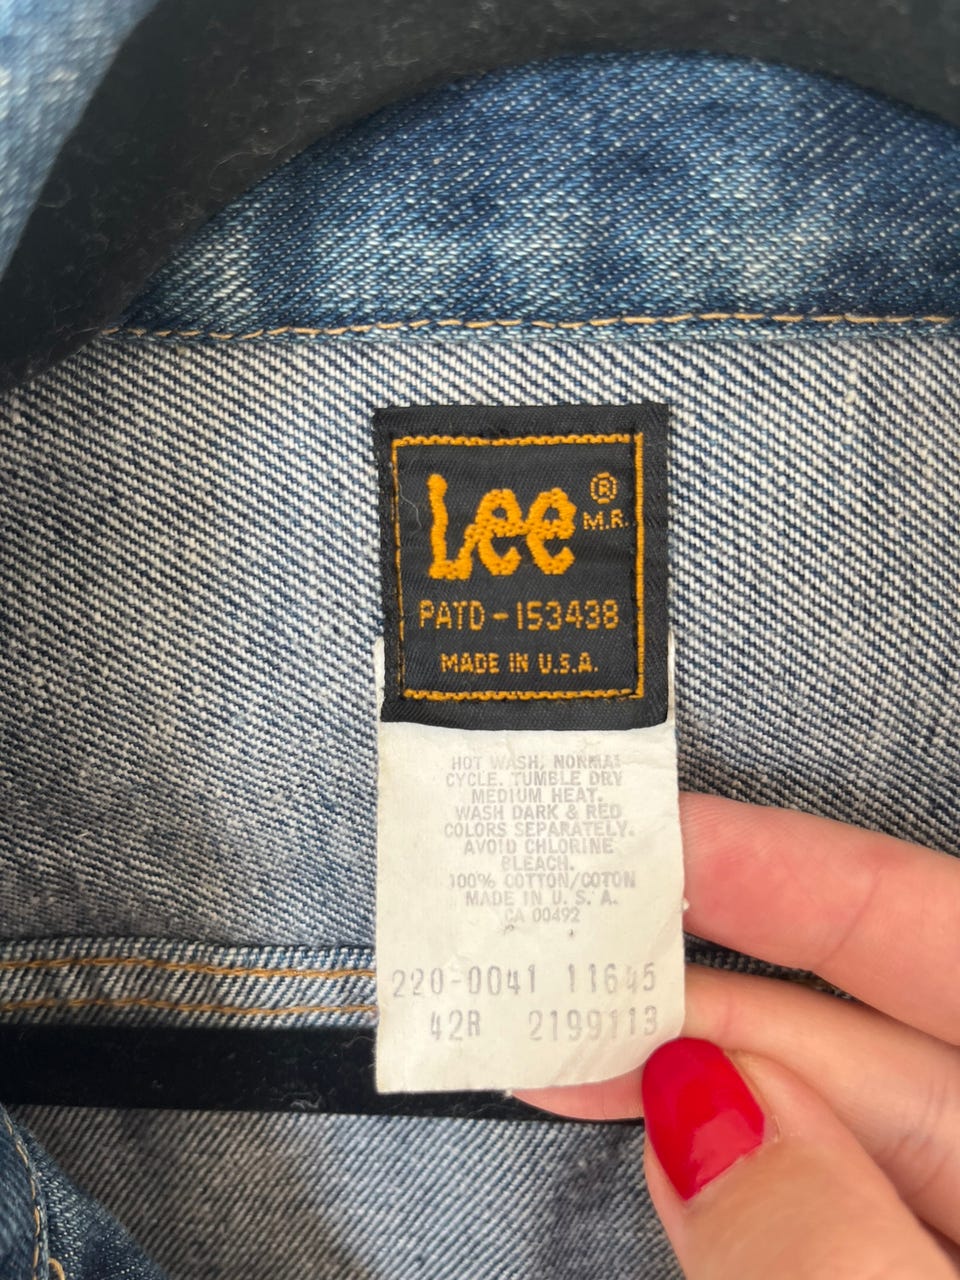 Lee ®
M.R.
PATD-153438
MADE IN U.S.A.
HOT WASH, NORMAL
CYCLE. TUMBLE DRY
MEDIUM HEAT.
WASH DARK & RED
COLORS SEPARATELY.
AVOID CHLORINE
BLEACH.
100% COTTON/COTON
MADE IN U. S. A.
CA 00492
220-0041 11645
42R 2199113